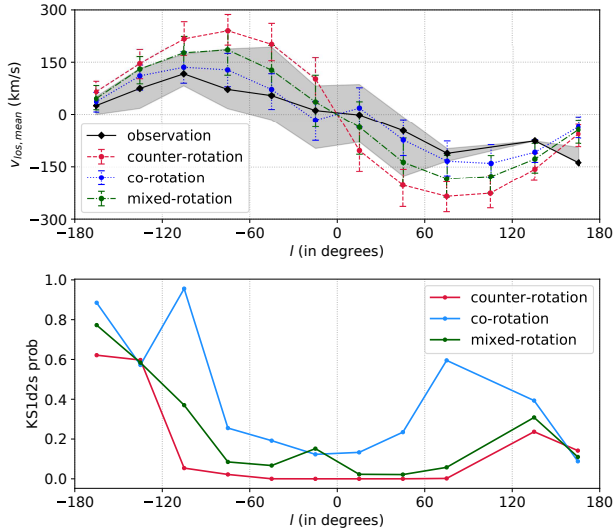 300
150
0
−150
−300
v_los,mean (km/s)
observation
counter-rotation
co-rotation
mixed-rotation
−180 −120 −60 0 60 120 180
l (in degrees)
1.0
0.8
0.6
0.4
0.2
0.0
KS1d2s prob
counter-rotation
co-rotation
mixed-rotation
−180 −120 −60 0 60 120 180
l (in degrees)